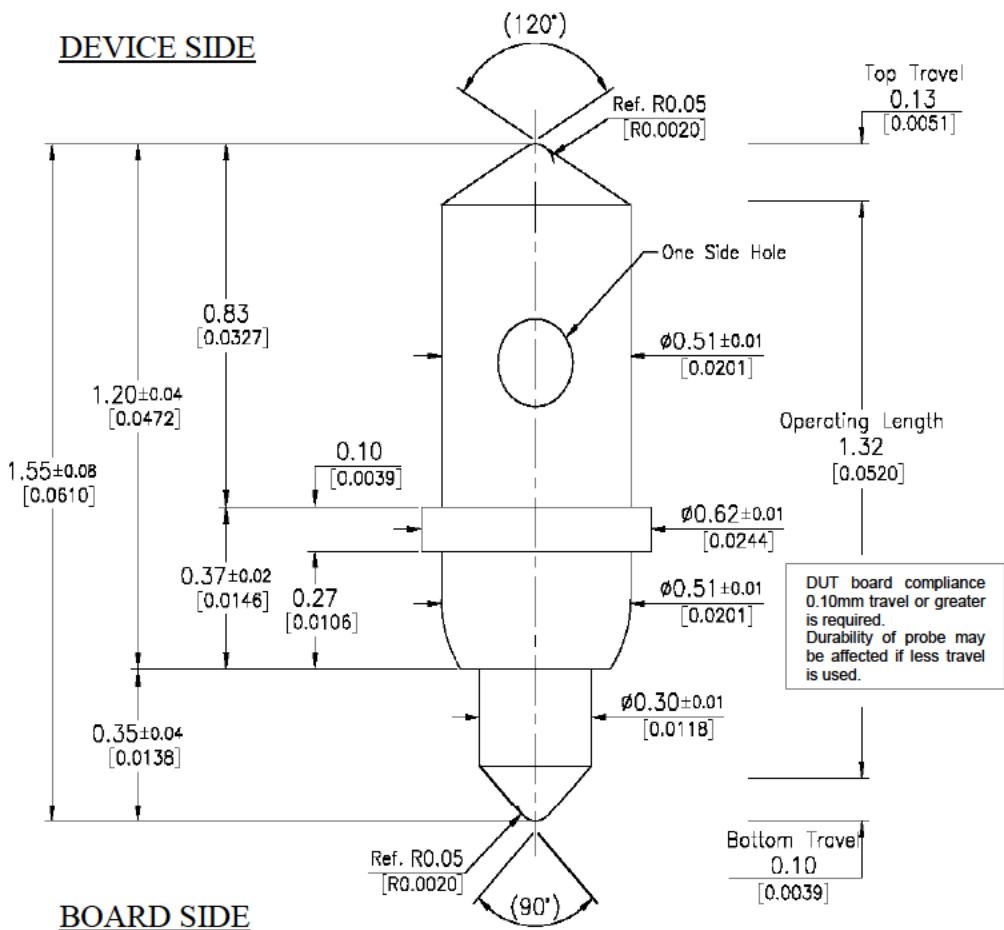 DEVICE SIDE
(120°)
Top Travel
0.13
[0.0051]
Ref. R0.05
[R0.0020]
One Side Hole
0.83
[0.0327]
ø0.51±0.01
[0.0201]
1.20±0.04
[0.0472]
Operating Length
1.32
[0.0520]
0.10
[0.0039]
1.55±0.08
[0.0610]
ø0.62±0.01
[0.0244]
0.37±0.02
[0.0146]
0.27
[0.0106]
ø0.51±0.01
[0.0201]
DUT board compliance
0.10mm travel or greater
is required.
Durability of probe may
be affected if less travel
is used.
ø0.30±0.01
[0.0118]
0.35±0.04
[0.0138]
Bottom Travel
0.10
[0.0039]
Ref. R0.05
[R0.0020]
(90°)
BOARD SIDE